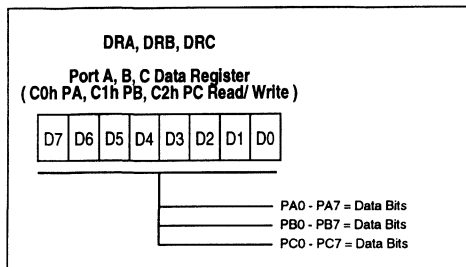 DRA, DRB, DRC
Port A, B, C Data Register
( C0h PA, C1h PB, C2h PC Read/ Write )
D7 D6 D5 D4 D3 D2 D1 D0
PA0 - PA7 = Data Bits
PB0 - PB7 = Data Bits
PC0 - PC7 = Data Bits